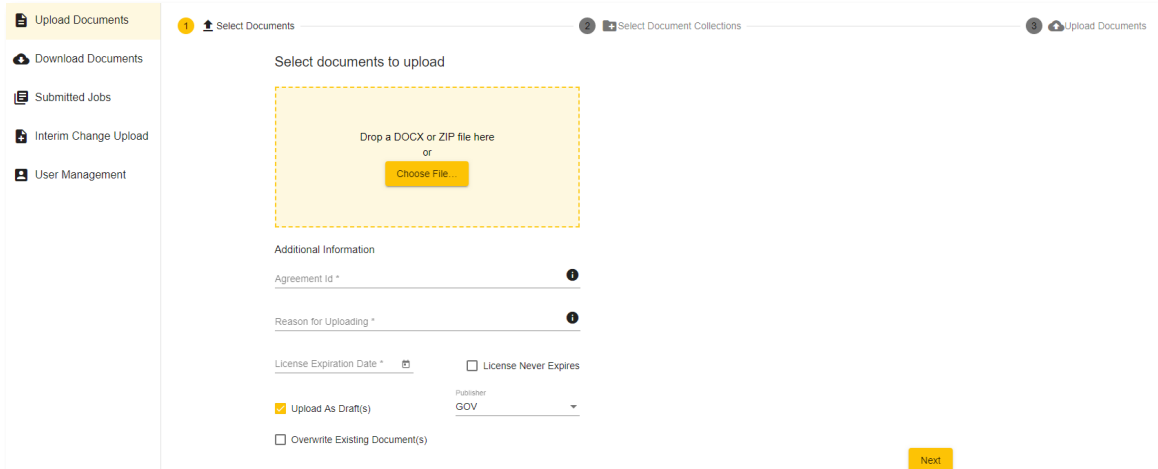 Upload Documents
Download Documents
Submitted Jobs
Interim Change Upload
User Management
1 Select Documents
2 Select Document Collections
3 Upload Documents
Select documents to upload
Drop a DOCX or ZIP file here
or
Choose File...
Additional Information
Agreement Id *
Reason for Uploading *
License Expiration Date *
License Never Expires
Upload As Draft(s)
Publisher
GOV
Overwrite Existing Document(s)
Next